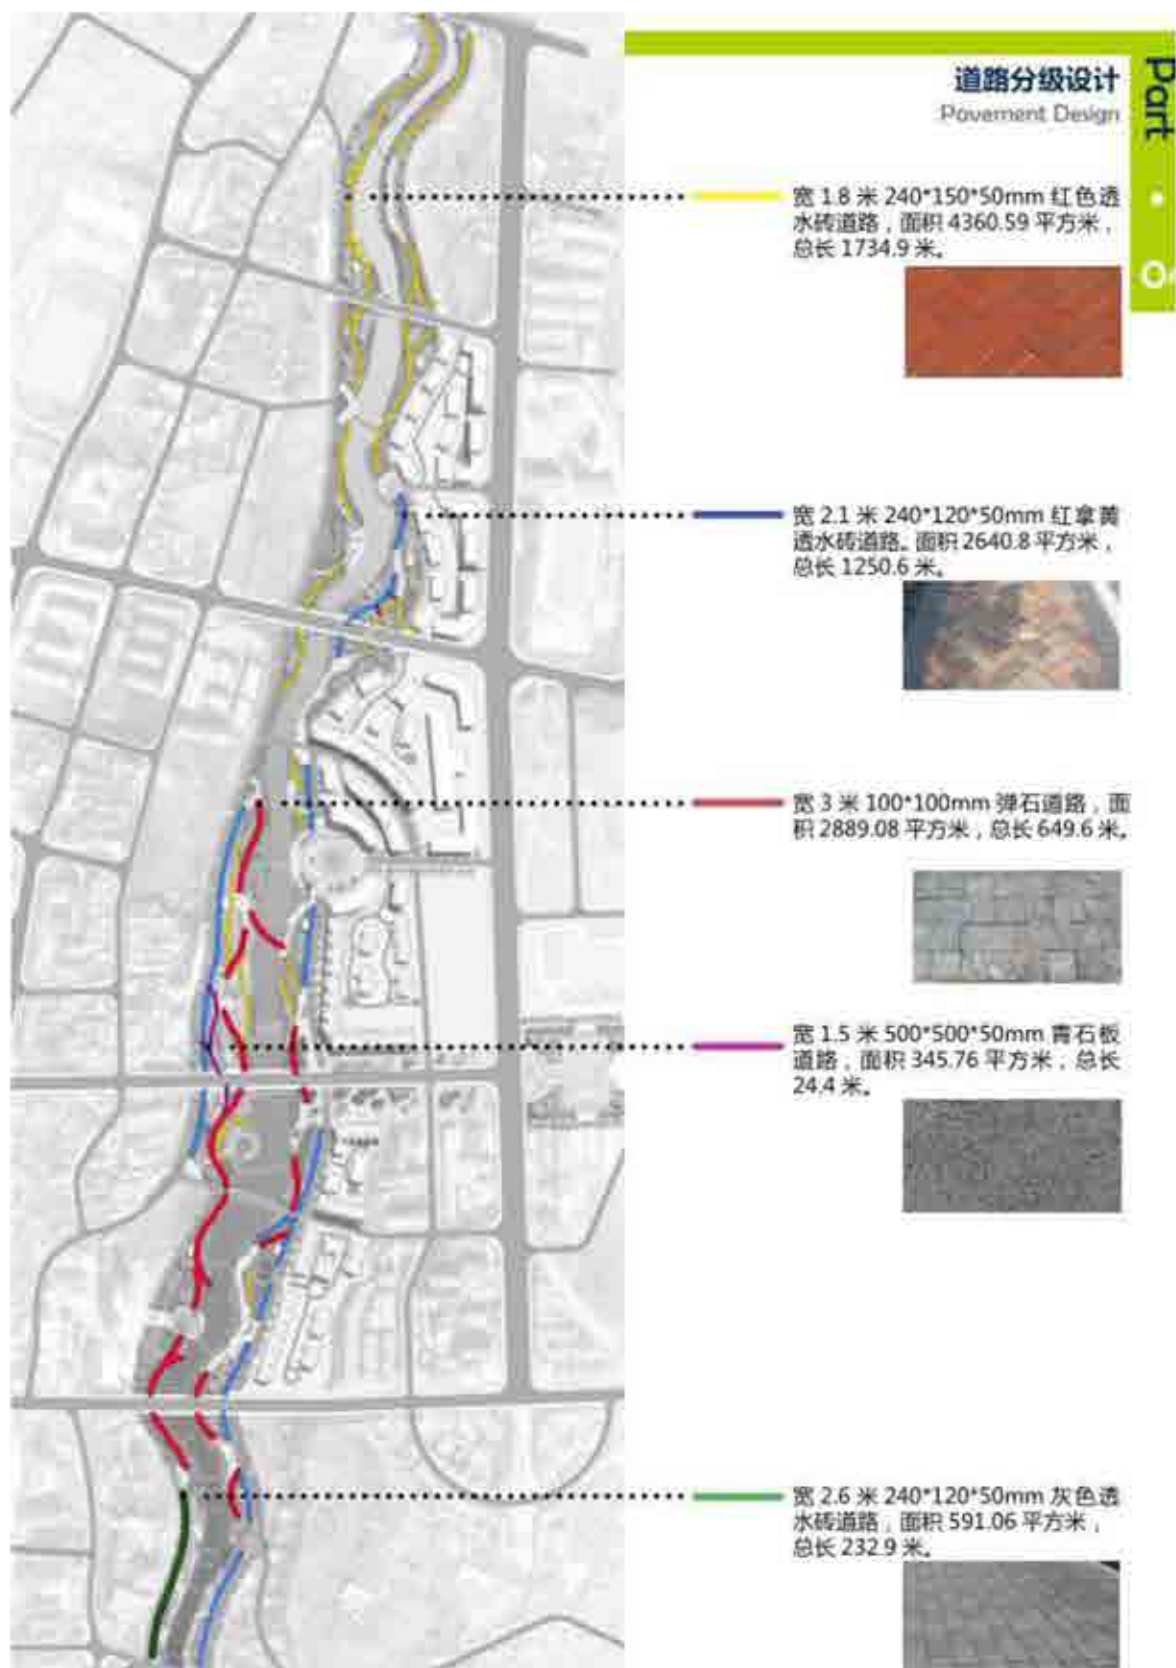 Part
道路分级设计
Pavement Design
宽 1.8 米 240*150*50mm 红色透
水砖道路，面积 4360.59 平方米，
总长 1734.9 米。
宽 2.1 米 240*120*50mm 红拿黄
透水砖道路。面积 2640.8 平方米，
总长 1250.6 米。
宽 3 米 100*100mm 弹石道路，面
积 2889.08 平方米，总长 649.6 米。
宽 1.5 米 500*500*50mm 青石板
道路，面积 345.76 平方米，总长
24.4 米。
宽 2.6 米 240*120*50mm 灰色透
水砖道路，面积 591.06 平方米，
总长 232.9 米。